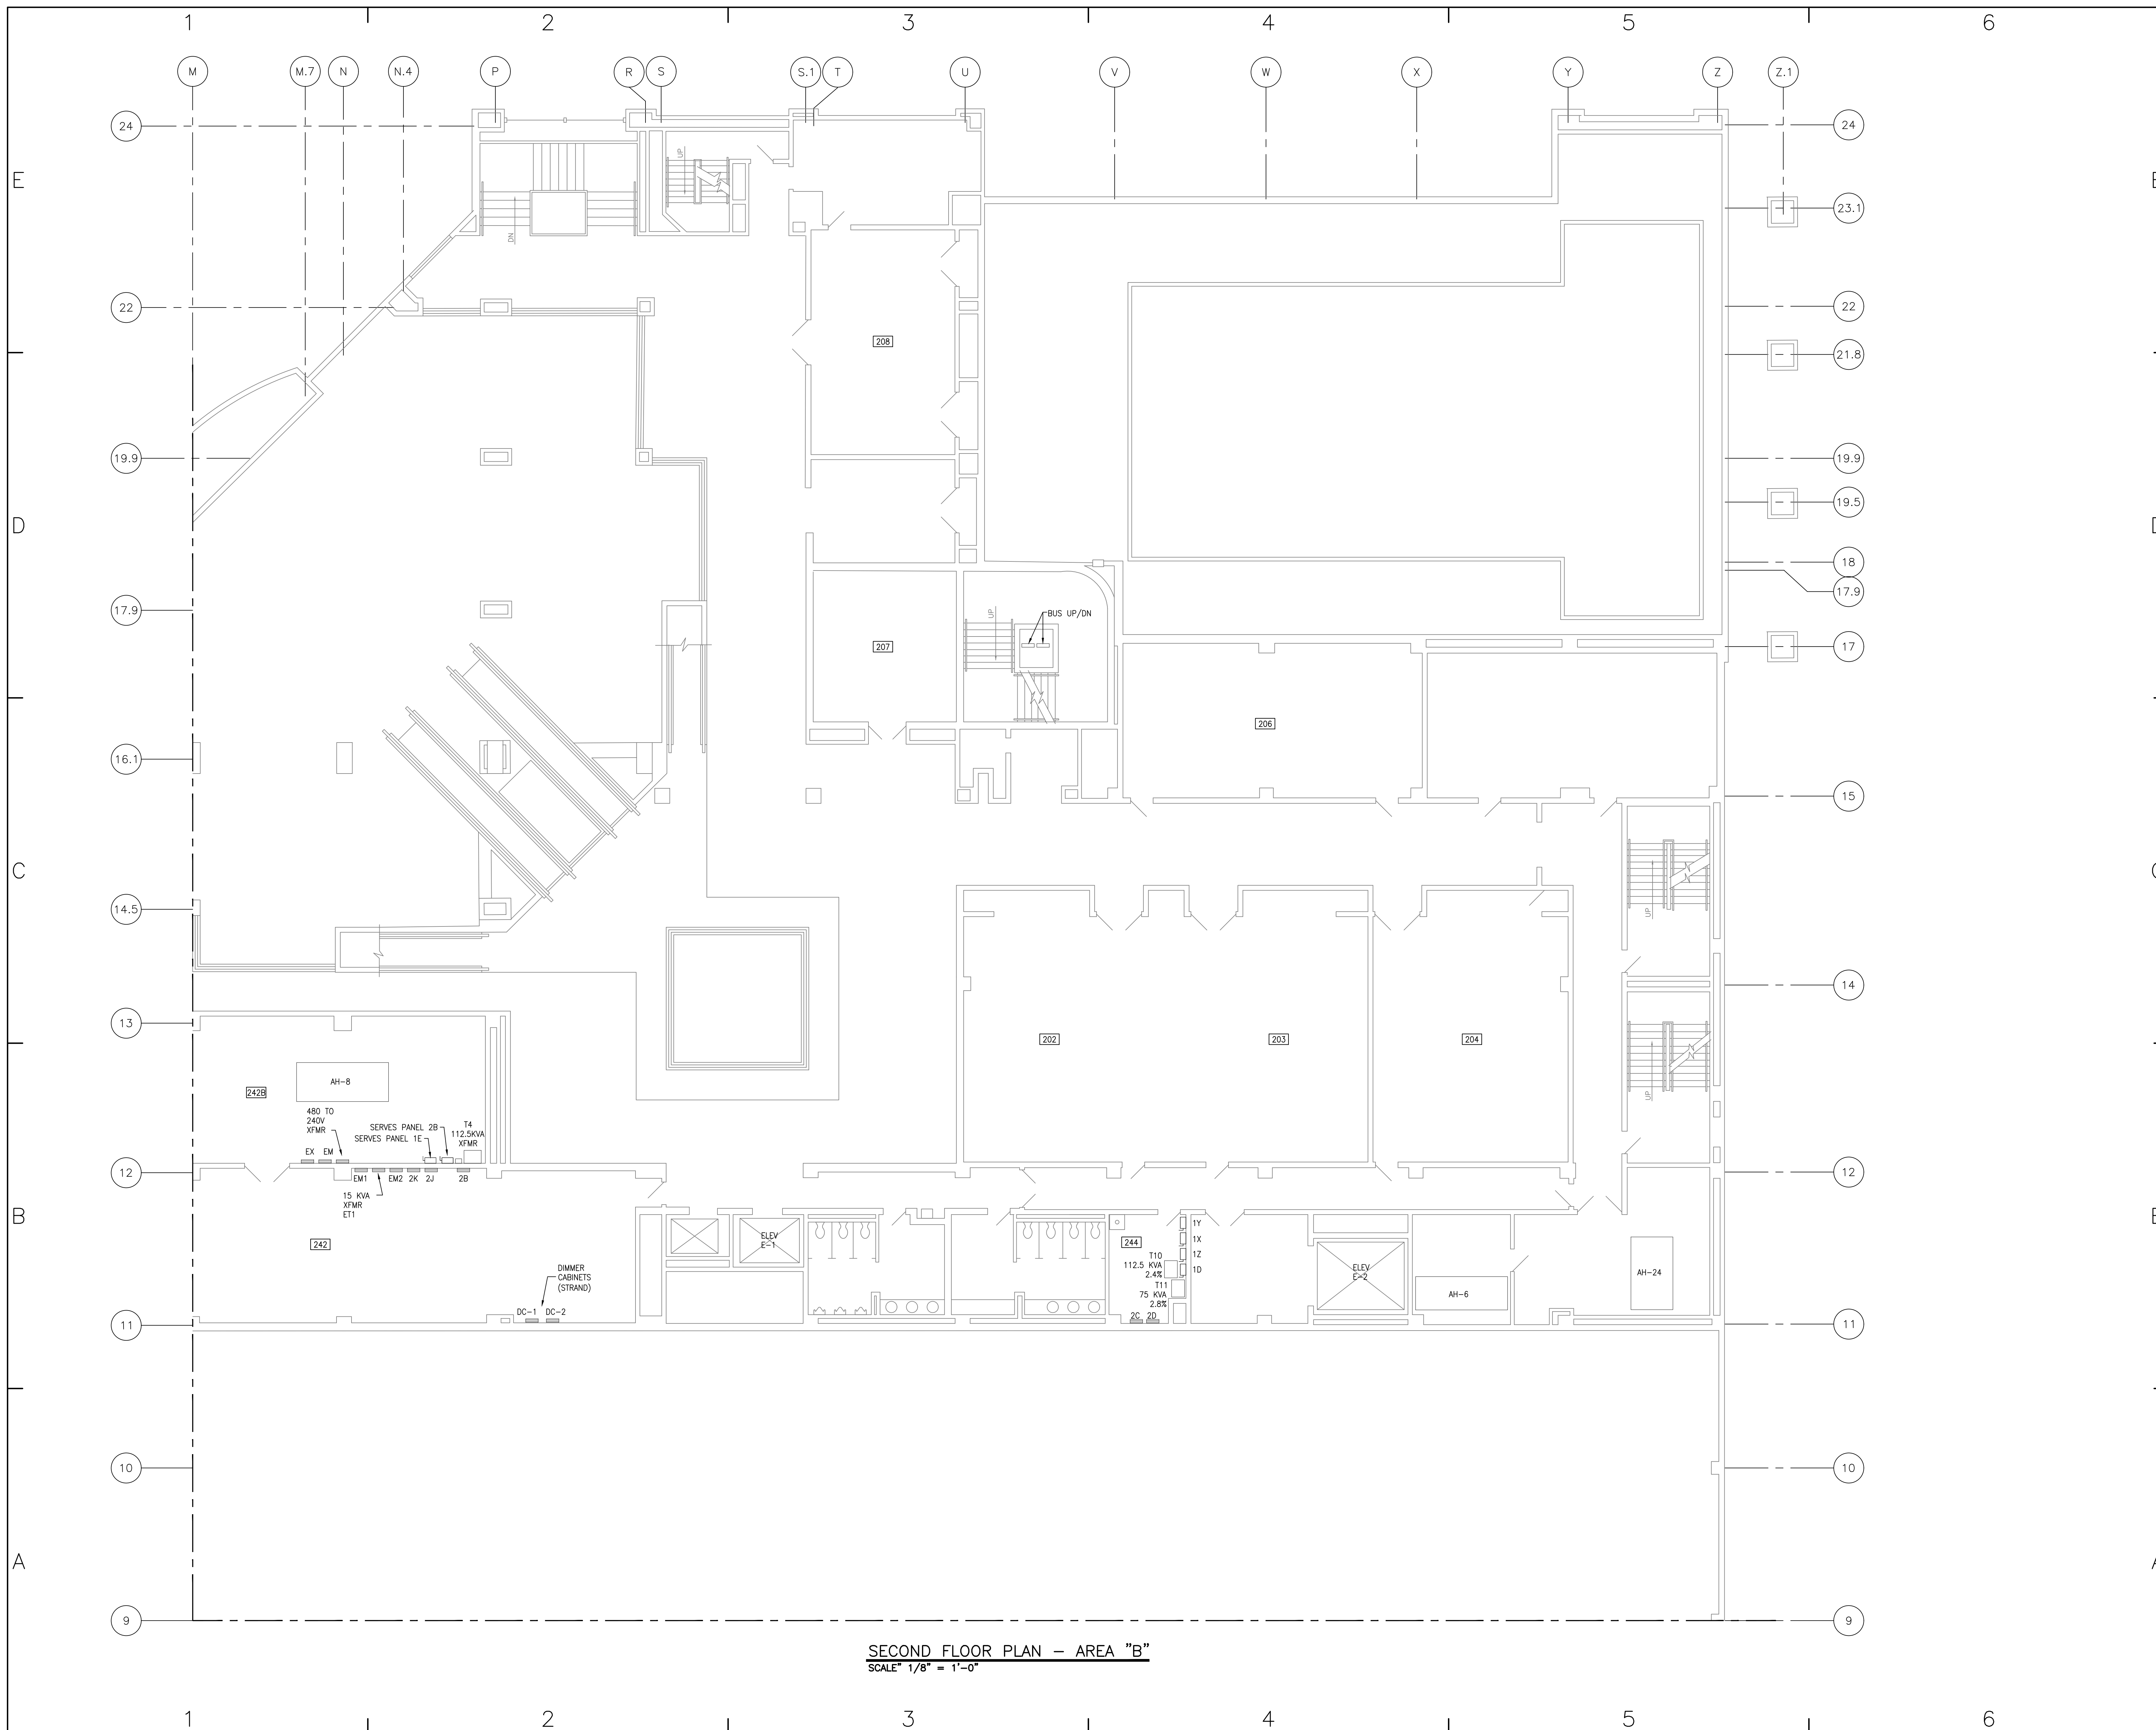 1 2 3 4 5 6
M M.7 N N.4 P R S S.1 T U V W X Y Z Z.1
24
24
E
UP
23.1
DN
22
22
208
21.8
19.9
19.9
19.5
D
18
17.9
17.9
UP
BUS UP/DN
207
17
206
16.1
15
C
14.5
UP
14
13
202
203
204
AH-8
242B
UP
480 TO
240V
XFMR
SERVES PANEL 2B
SERVES PANEL 1E
T4
112.5KVA
XFMR
EX EM
12
12
EM1 EM2 2K 2J 2B
15 KVA
XFMR
ET1
B
242
ELEV
E-1
244
1Y
1X
1Z
1D
T10
112.5 KVA
2.4%
T11
75 KVA
2.8%
ELEV
E-2
AH-24
AH-6
DIMMER
CABINETS
(STRAND)
DC-1 DC-2
2C 2D
11
11
10
10
A
9
9
SECOND FLOOR PLAN - AREA "B"
SCALE" 1/8" = 1'-0"
1 2 3 4 5 6